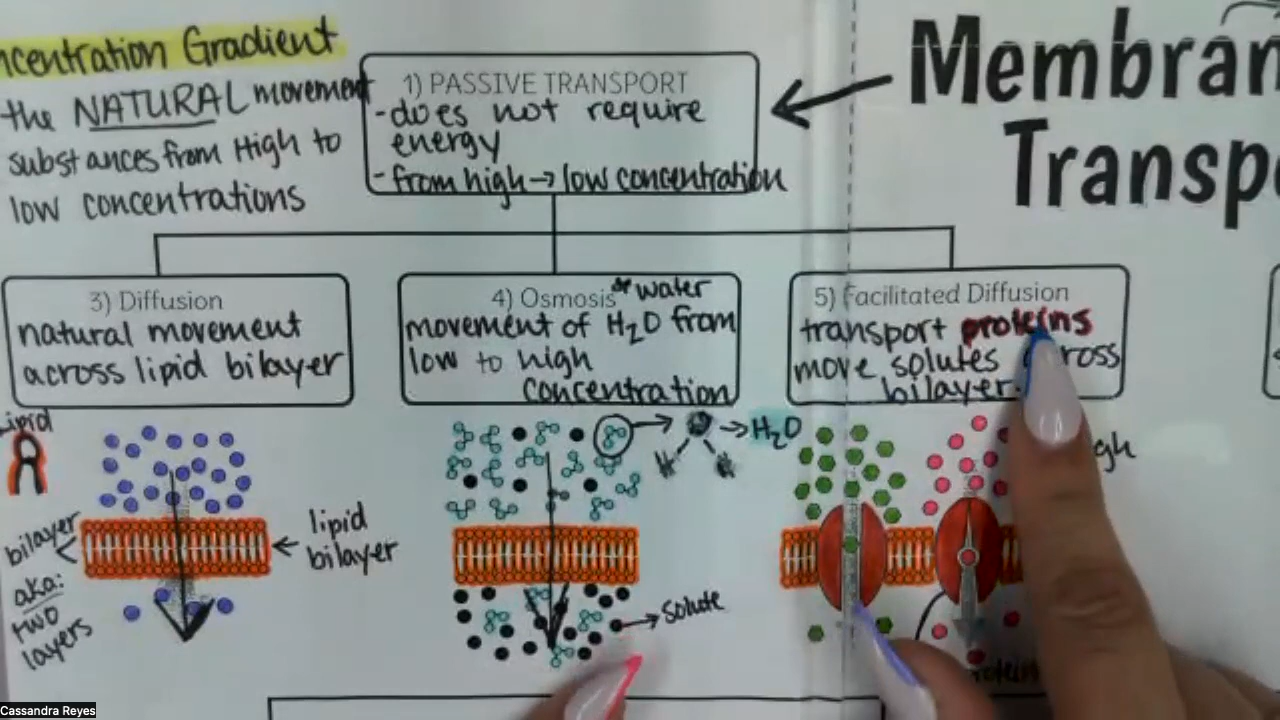 ncentration Gradient
the NATURAL movement
substances from High to
low concentrations
1) PASSIVE TRANSPORT
-does not require
energy
-from high→low concentration
Membran
Transp
3) Diffusion
natural movement
across lipid bilayer
4) Osmosis * water
movement of H2O from
low to high
concentration
5) Facilitated Diffusion
transport proteins
move solutes
bilayer.
Lipid
bilayer
aka:
two
layers
lipid
bilayer
H2O
solute
Cassandra Reyes